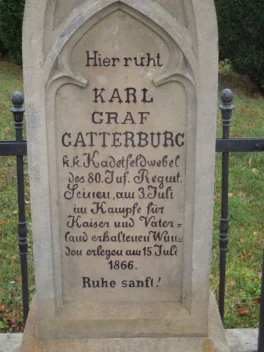 Hier ruht
KARL
GRAF
CATTERBURG
k.k. Kadetfeldwebel
des 80. Inf. Regmt.
Seinen, am 3. Juli
im Kampfe für
Kaiser und Vater-
land erhaltenen Wun-
den erlegen am 15 Juli
1866.
Ruhe sanft!